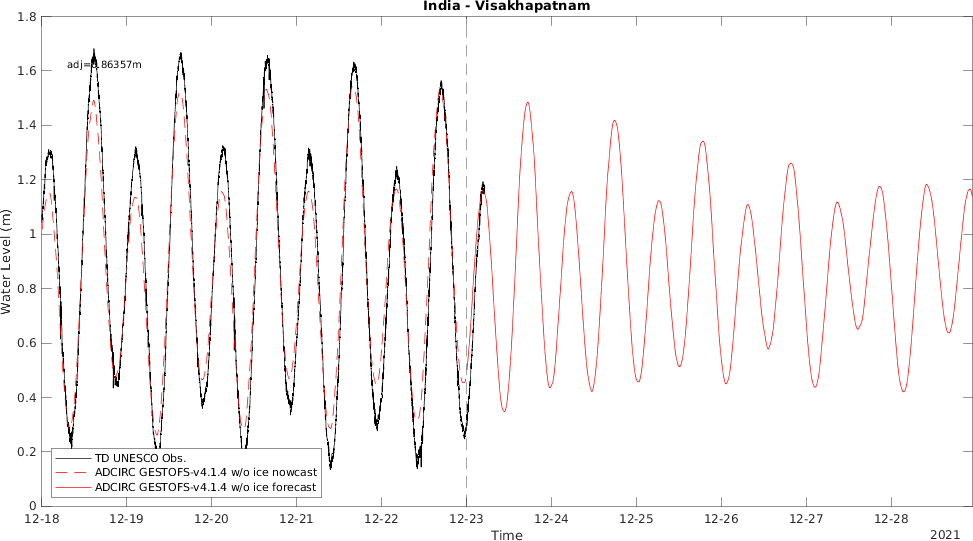 India - Visakhapatnam
1.8
1.6
1.4
1.2
1
0.8
0.6
0.4
0.2
0
Water Level (m)
adj=0.86357m
TD UNESCO Obs.
ADCIRC GESTOFS-v4.1.4 w/o ice nowcast
ADCIRC GESTOFS-v4.1.4 w/o ice forecast
12-18 12-19 12-20 12-21 12-22 12-23 12-24 12-25 12-26 12-27 12-28
Time
2021